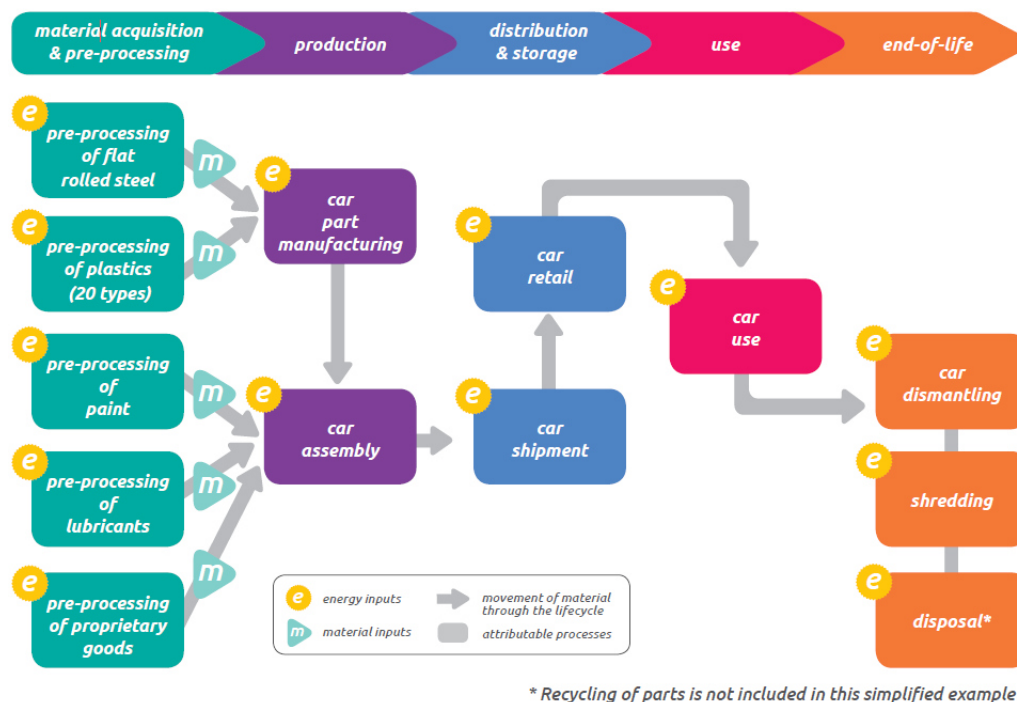 material acquisition
& pre-processing
production
distribution
& storage
use
end-of-life
e
pre-processing
of flat
rolled steel
m
e
pre-processing
of plastics
(20 types)
m
e
pre-processing
of
paint
m
e
pre-processing
of
lubricants
m
e
pre-processing
of proprietary
goods
m
e
car
part
manufacturing
e
car
assembly
e
car
retail
e
car
shipment
e
car
use
e
car
dismantling
e
shredding
e
disposal*
e energy inputs
m material inputs
movement of material
through the lifecycle
attributable processes
* Recycling of parts is not included in this simplified example